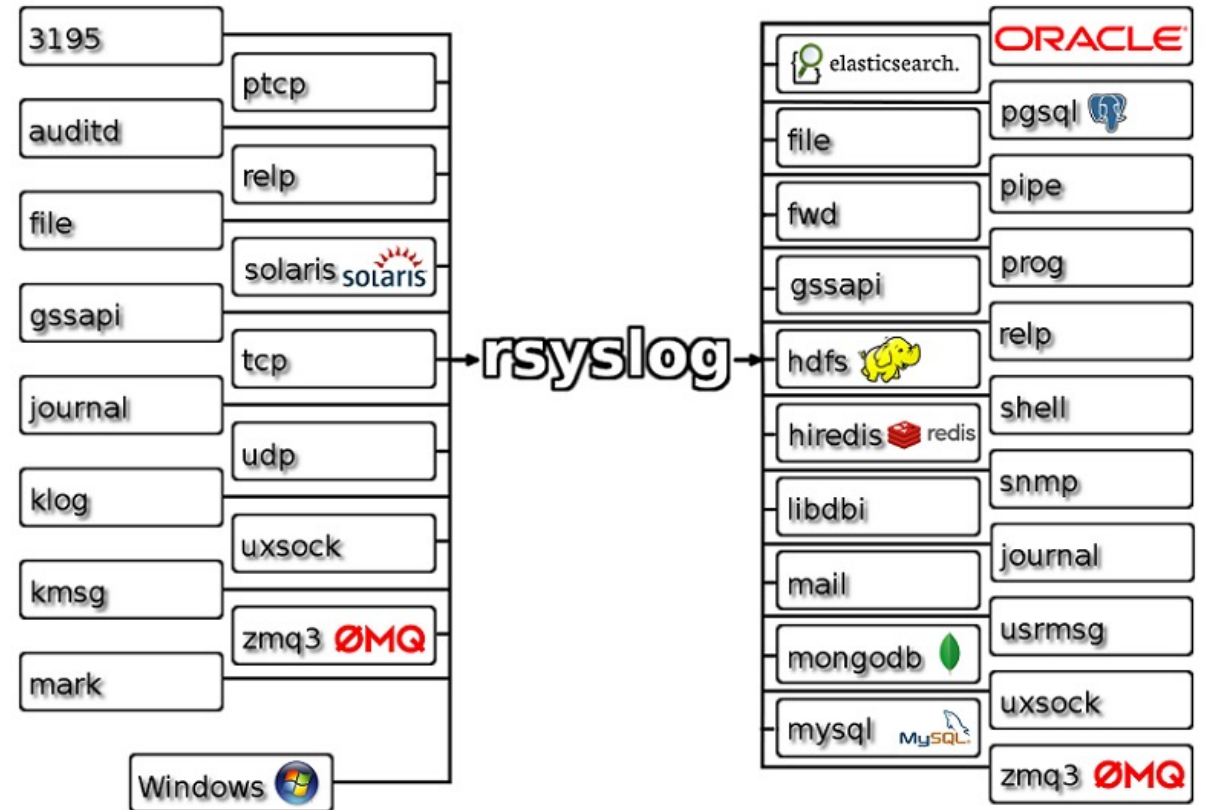 3195
ptcp
auditd
relp
file
solaris solaris
gssapi
tcp
journal
udp
klog
uxsock
kmsg
zmq3 ØMQ
mark
Windows
rsyslog
ORACLE
elasticsearch.
pgsql
file
pipe
fwd
prog
gssapi
relp
hdfs
shell
hiredis redis
snmp
libdbi
journal
mail
usrmsg
mongodb
uxsock
mysql MySQL
zmq3 ØMQ